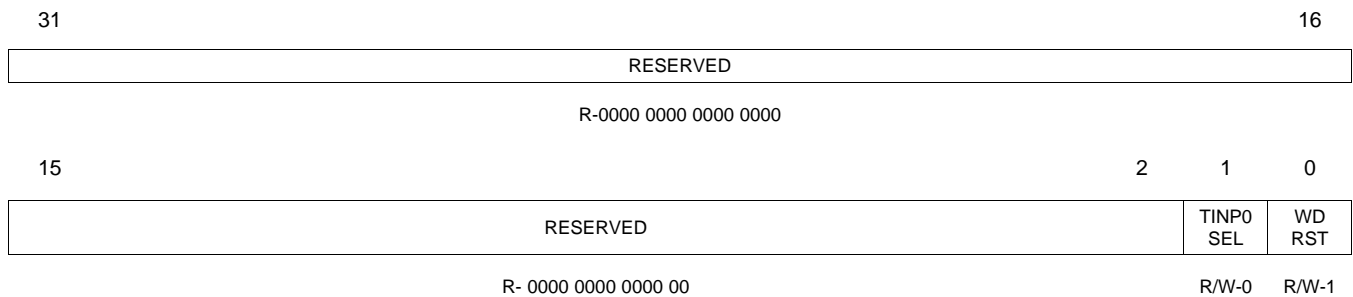 31 16
RESERVED
R-0000 0000 0000 0000
15 2 1 0
RESERVED TINP0 SEL WD RST
R- 0000 0000 0000 00 R/W-0 R/W-1